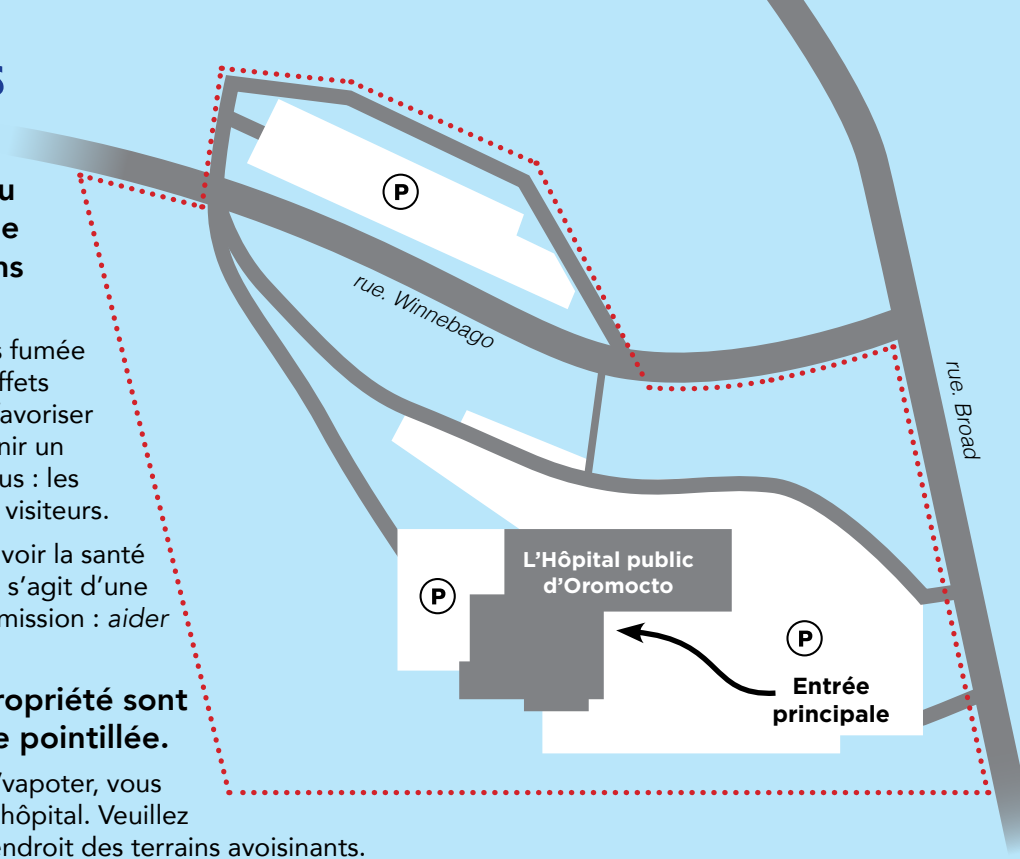 s fumée
ffets
avoriser
nir un
us : les
visiteurs.
voir la santé
s’agit d’une
mission : aider
ropriété sont
e pointillée.
vapoter, vous
hôpital. Veuillez
endroit des terrains avoisinants.
P
rue. Winnebago
rue. Broad
L’Hôpital public
d’Oromocto
P
P
Entrée
principale